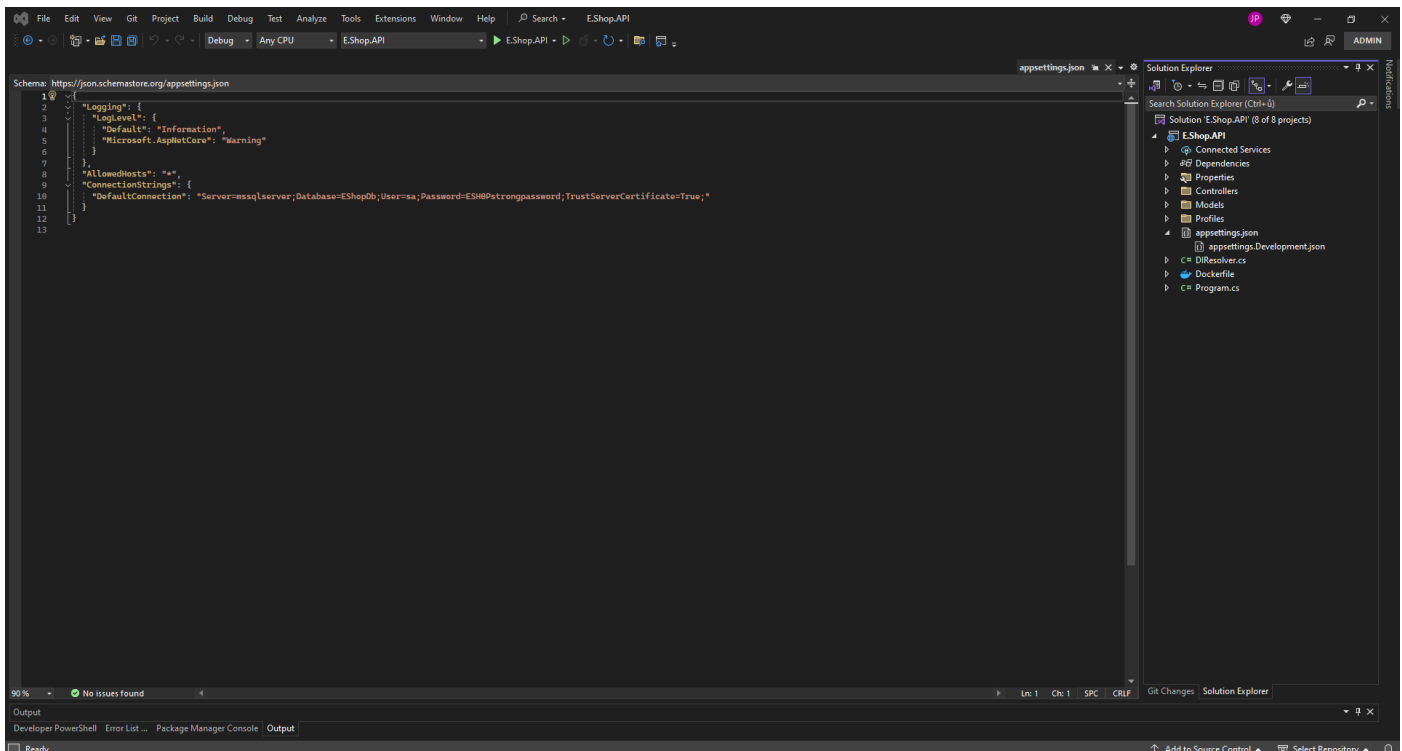 File Edit View Git Project Build Debug Test Analyze Tools Extensions Window Help Search E.Shop.API JP
Debug Any CPU E.Shop.API E.Shop.API ADMIN
appsettings.json
Schema: https://json.schemastore.org/appsettings.json
1 {
2 "Logging": {
3 "LogLevel": {
4 "Default": "Information",
5 "Microsoft.AspNetCore": "Warning"
6 }
7 },
8 "AllowedHosts": "*",
9 "ConnectionStrings": {
10 "DefaultConnection": "Server=mssqlserver;Database=EShopDb;User=sa;Password=ESH0Pstrongpassword;TrustServerCertificate=True;"
11 }
12 }
13
90 % No issues found Ln: 1 Ch: 1 SPC CRLF
Solution Explorer
Search Solution Explorer (Ctrl+ů)
Solution 'E.Shop.API' (8 of 8 projects)
E.Shop.API
Connected Services
Dependencies
Properties
Controllers
Models
Profiles
appsettings.json
appsettings.Development.json
C# DIResolver.cs
Dockerfile
C# Program.cs
Git Changes Solution Explorer
Notifications
Output
Developer PowerShell Error List ... Package Manager Console Output
Ready Add to Source Control Select Repository